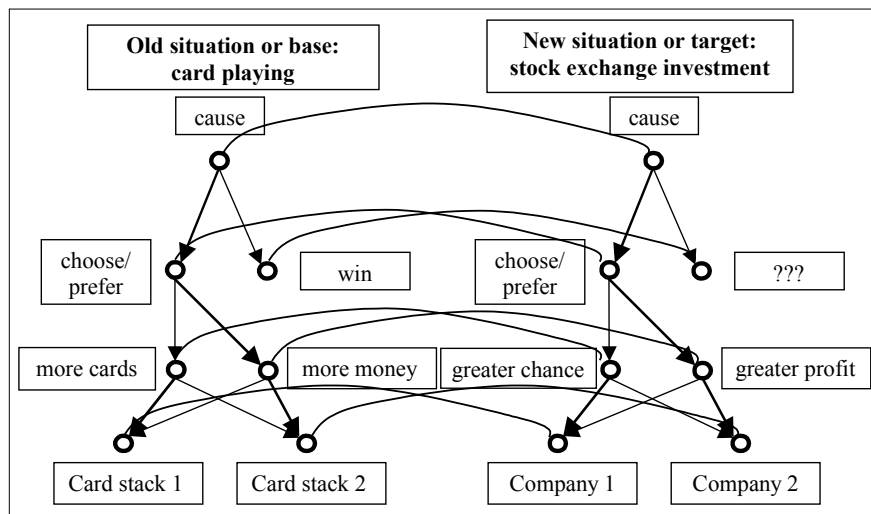 Old situation or base:
card playing
New situation or target:
stock exchange investment
cause
cause
choose/
prefer
win
choose/
prefer
???
more cards
more money
greater chance
greater profit
Card stack 1
Card stack 2
Company 1
Company 2